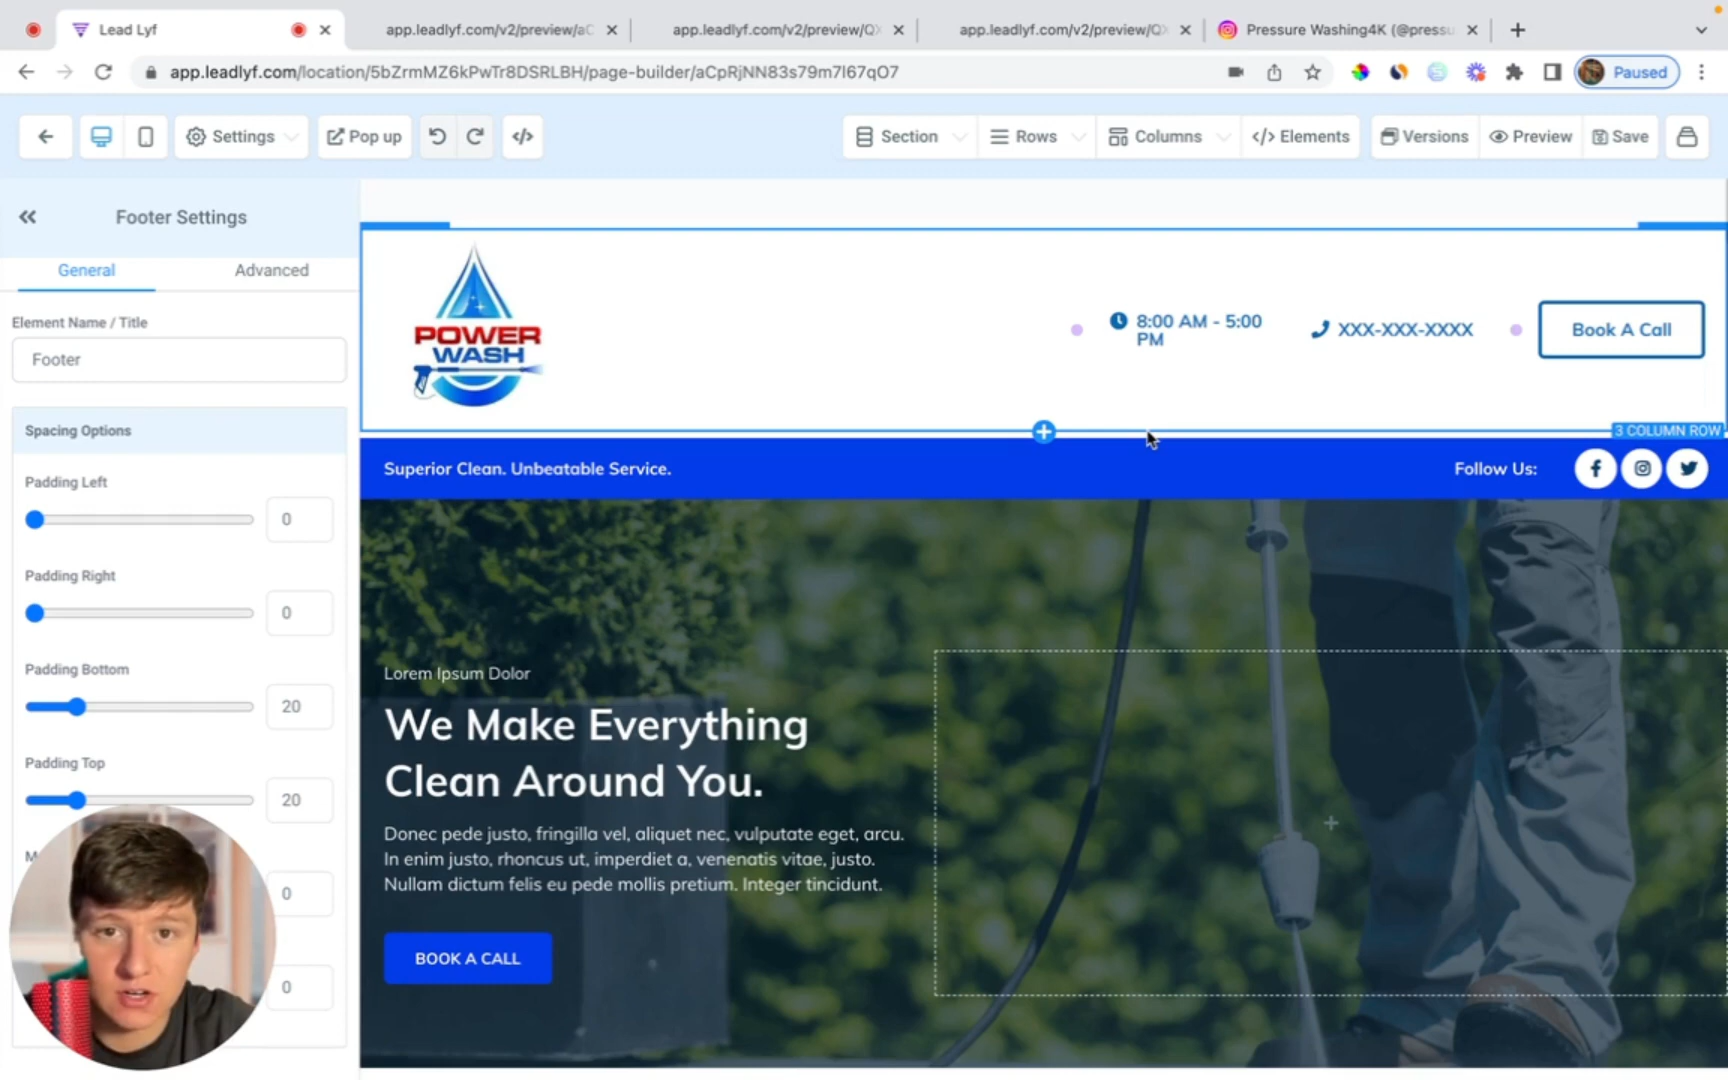 Lead Lyf
app.leadlyf.com/v2/preview/aC
app.leadlyf.com/v2/preview/QX
app.leadlyf.com/v2/preview/QX
Pressure Washing4K (@pressu
app.leadlyf.com/location/5bZrmMZ6kPwTr8DSRLBH/page-builder/aCpRjNN83s79m7l67qO7
Paused
Settings
Pop up
Section
Rows
Columns
</> Elements
Versions
Preview
Save
Footer Settings
General
Advanced
Element Name / Title
Footer
Spacing Options
Padding Left
0
Padding Right
0
Padding Bottom
20
Padding Top
20
0
0
POWER
WASH
8:00 AM - 5:00
PM
XXX-XXX-XXXX
Book A Call
3 COLUMN ROW
Superior Clean. Unbeatable Service.
Follow Us:
Lorem Ipsum Dolor
We Make Everything
Clean Around You.
Donec pede justo, fringilla vel, aliquet nec, vulputate eget, arcu.
In enim justo, rhoncus ut, imperdiet a, venenatis vitae, justo.
Nullam dictum felis eu pede mollis pretium. Integer tincidunt.
BOOK A CALL